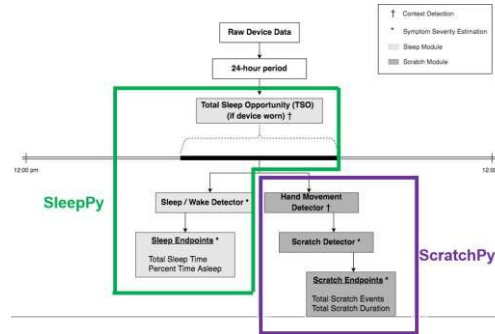 † Context Detection
* Symptom Severity Estimation
Sleep Module
Scratch Module
Raw Device Data
24-hour period
Total Sleep Opportunity (TSO)
(if device worn) †
12:00 pm
12:00
SleepPy
Sleep / Wake Detector *
Sleep Endpoints *
Total Sleep Time
Percent Time Asleep
Hand Movement
Detector †
Scratch Detector *
Scratch Endpoints *
Total Scratch Events
Total Scratch Duration
ScratchPy